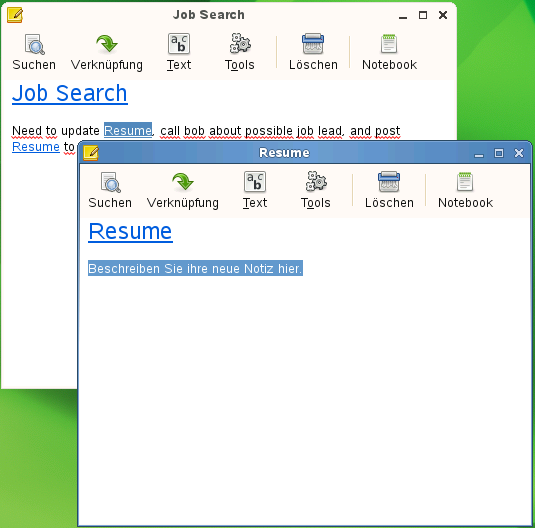 Job Search
Suchen Verknüpfung Text Tools Löschen Notebook
Job Search
Need to update Resume, call bob about possible job lead, and post
Resume to
Resume
Suchen Verknüpfung Text Tools Löschen Notebook
Resume
Beschreiben Sie ihre neue Notiz hier.